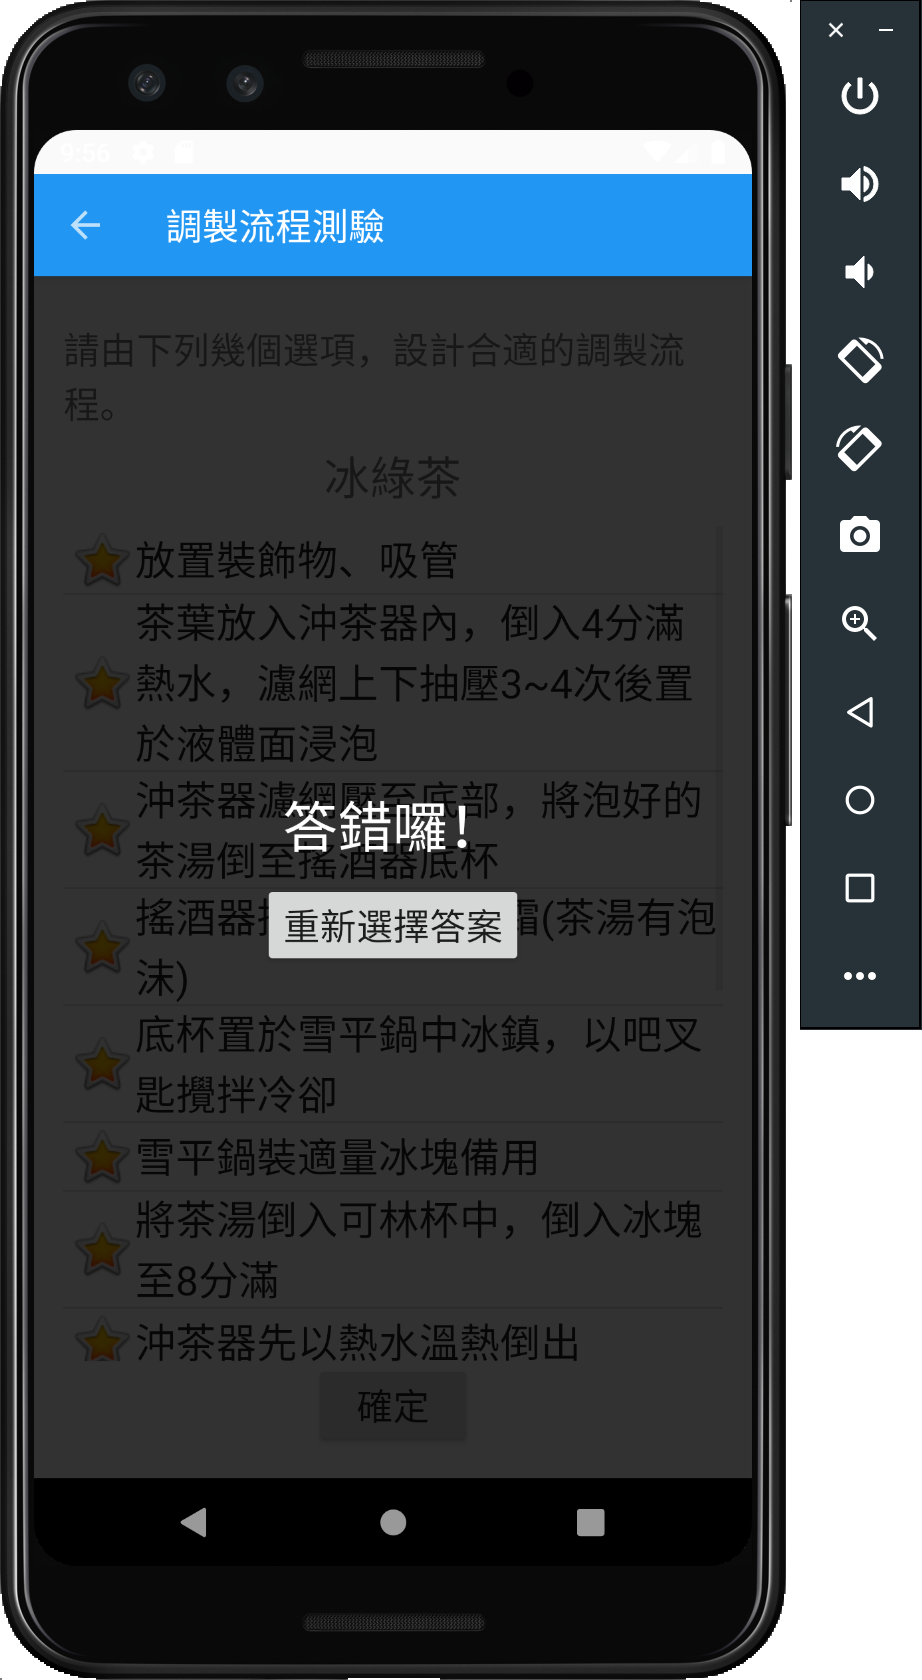 9:56
調製流程測驗
請由下列幾個選項，設計合適的調製流
程。
冰綠茶
放置裝飾物、吸管
茶葉放入沖茶器內，倒入4分滿
熱水，濾網上下抽壓3~4次後置
於液體面浸泡
沖茶器濾網壓至底部，將泡好的
答錯囉！
茶湯倒至搖酒器底杯
搖酒器
霜(茶湯有泡
重新選擇答案
沫)
底杯置於雪平鍋中冰鎮，以吧叉
匙攪拌冷卻
雪平鍋裝適量冰塊備用
將茶湯倒入可林杯中，倒入冰塊
至8分滿
沖茶器先以熱水溫熱倒出
確定